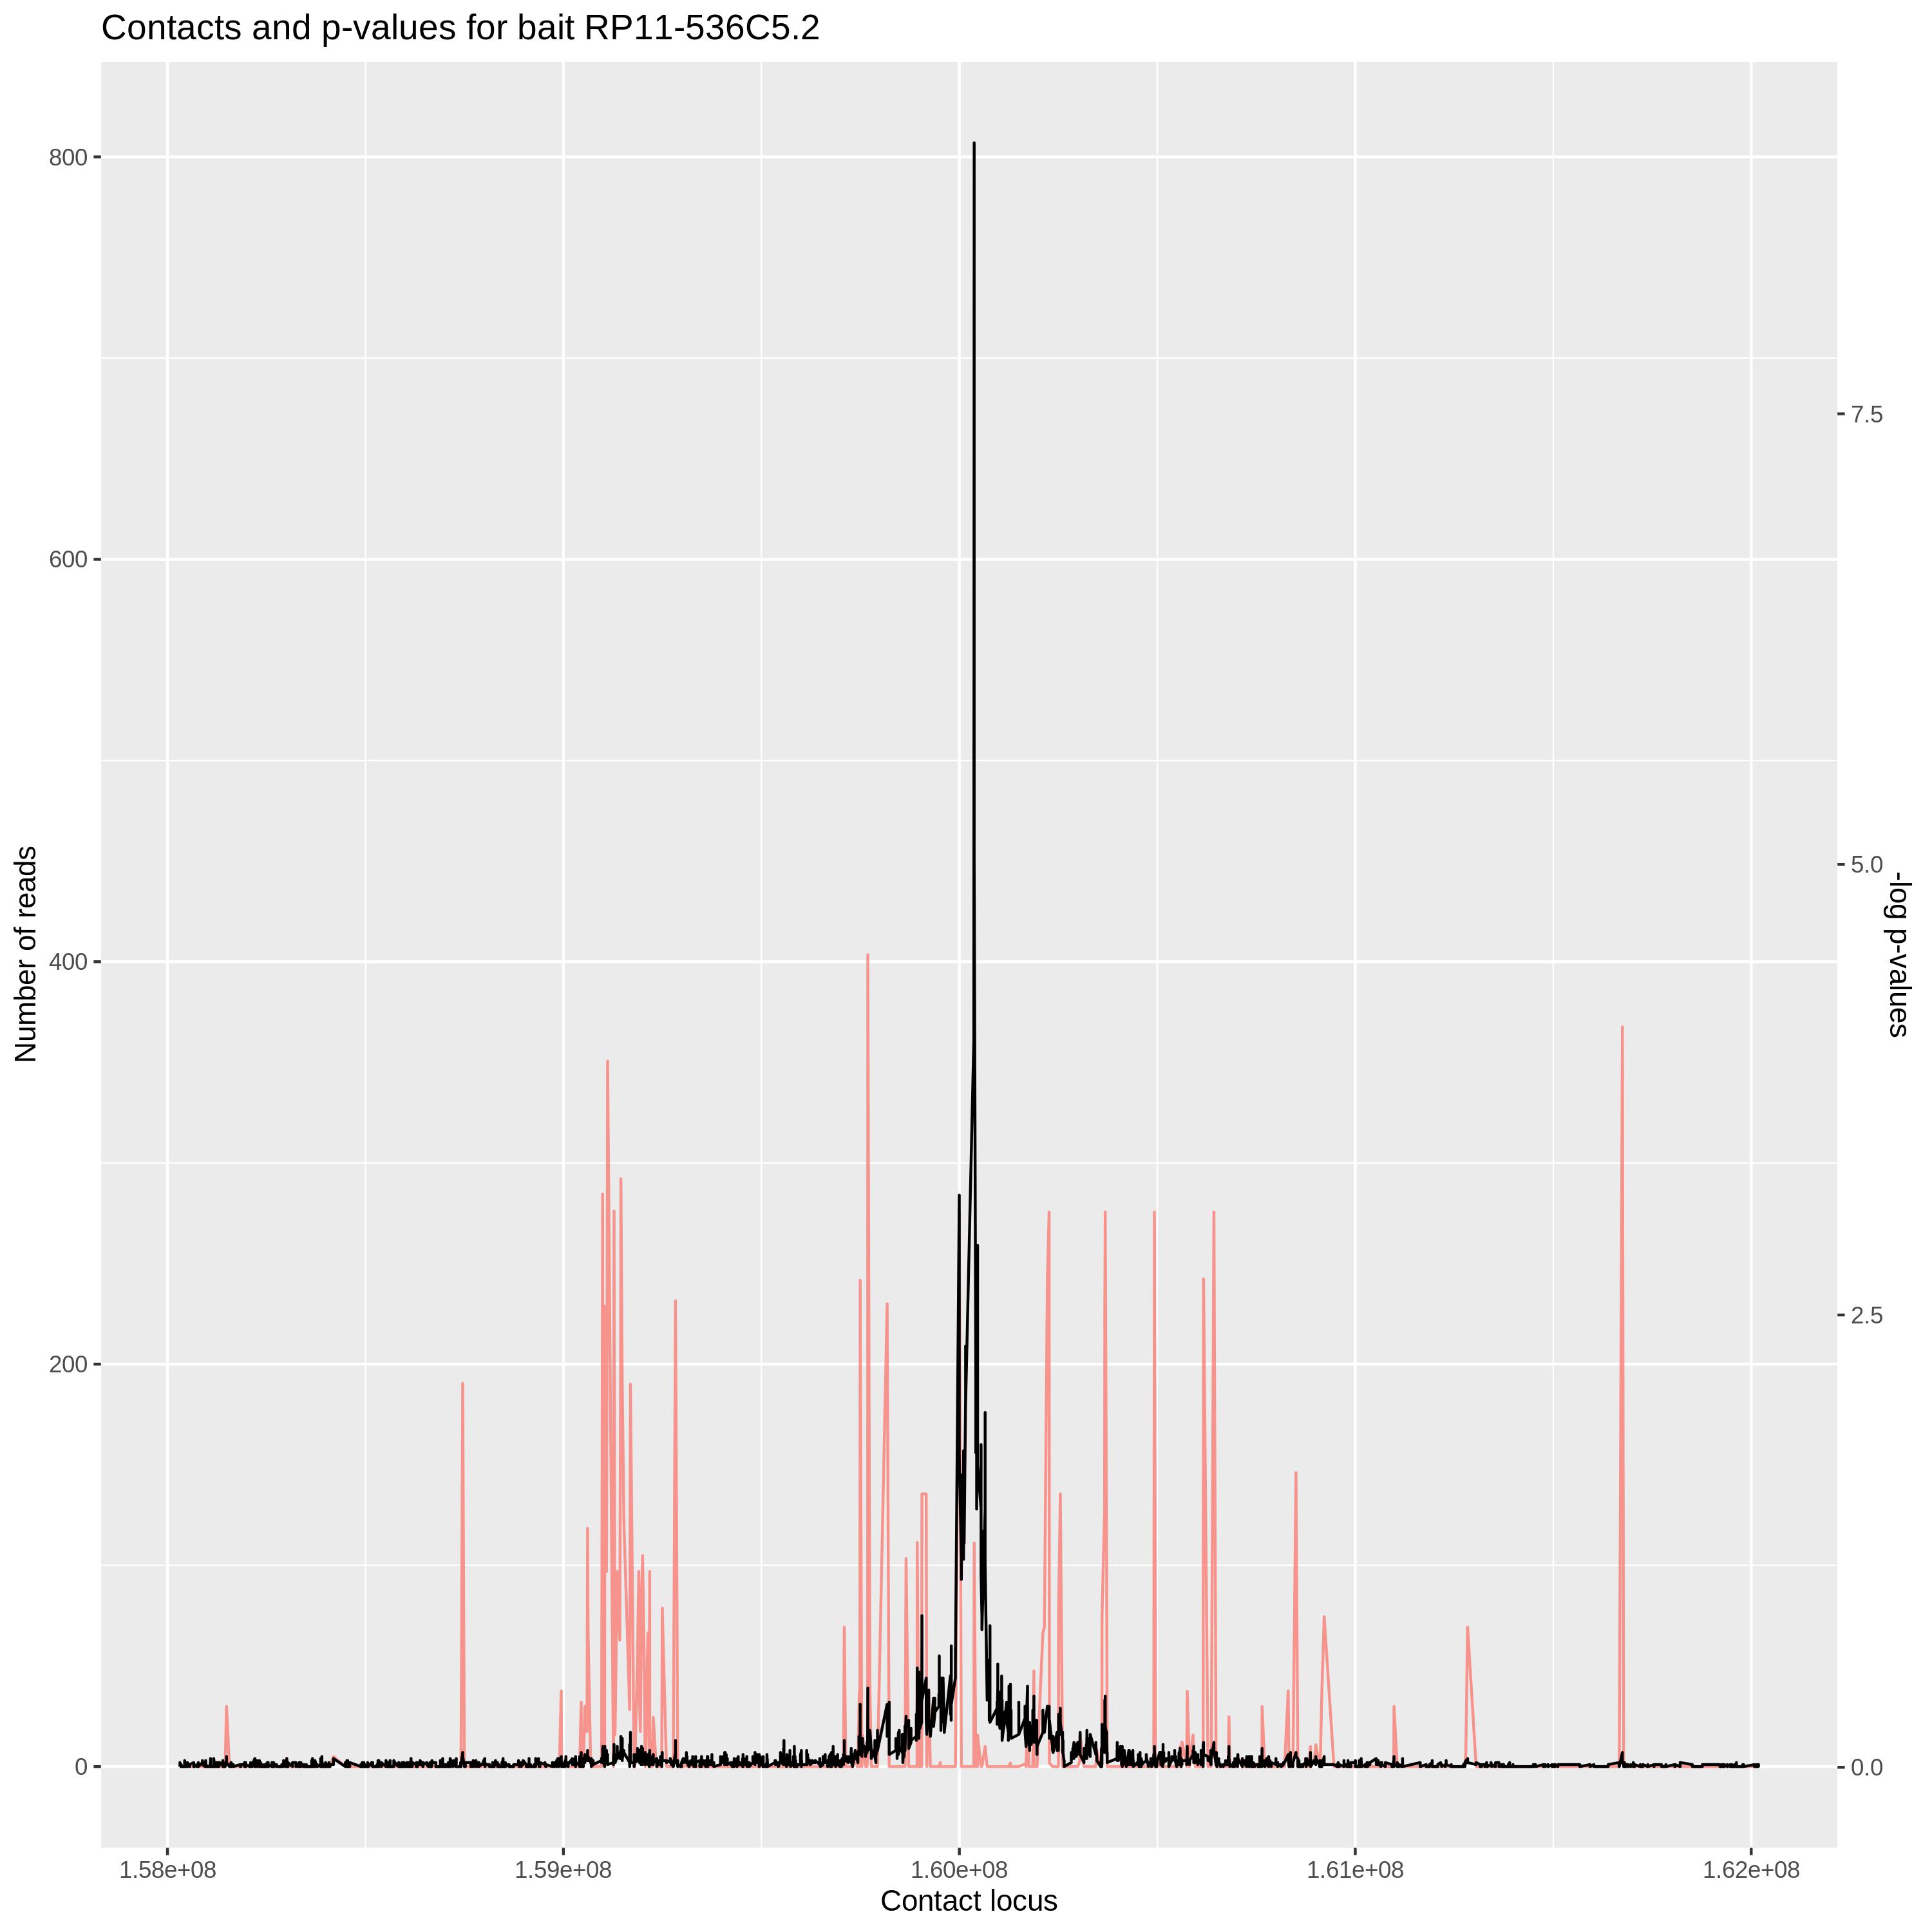 Contacts and p-values for bait RP11-536C5.2
800
600
400
200
0
Number of reads
7.5
5.0
2.5
0.0
-log p-values
1.58e+08 1.59e+08 1.60e+08 1.61e+08 1.62e+08
Contact locus